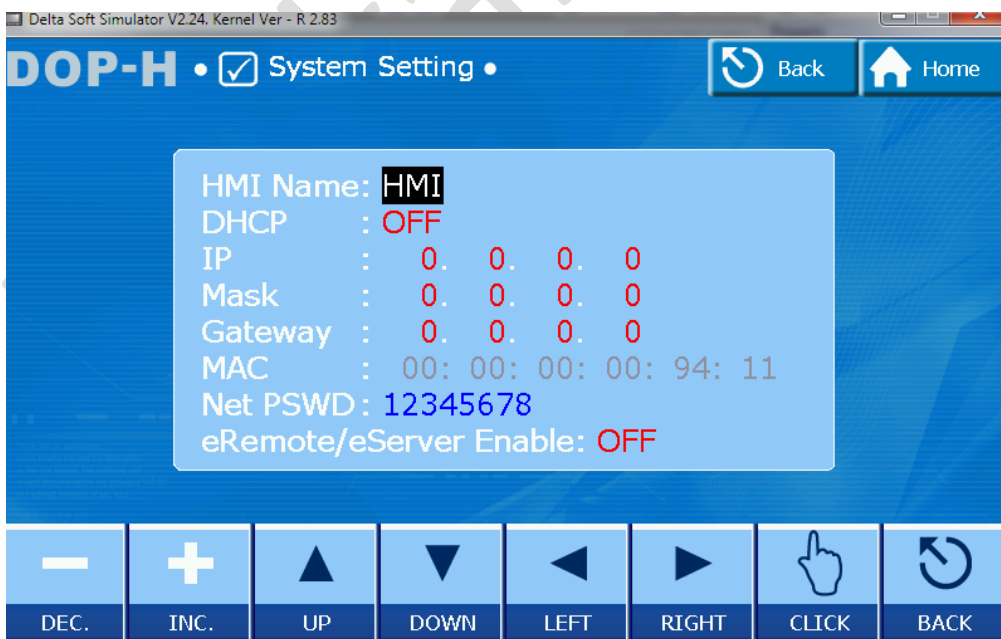 Delta Soft Simulator V2.24. Kernel Ver - R 2.83
DOP-H • System Setting • Back Home
HMI Name: HMI
DHCP : OFF
IP : 0. 0. 0. 0
Mask : 0. 0. 0. 0
Gateway : 0. 0. 0. 0
MAC : 00: 00: 00: 00: 94: 11
Net PSWD: 12345678
eRemote/eServer Enable: OFF
DEC. INC. UP DOWN LEFT RIGHT CLICK BACK